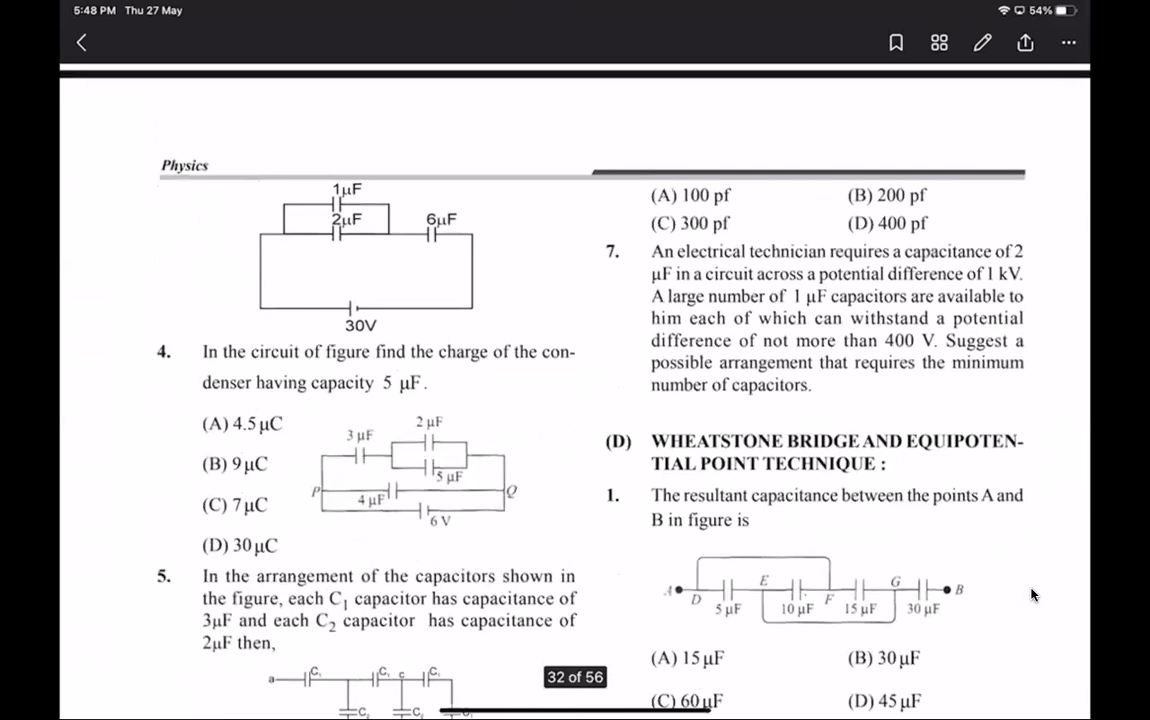 5:48 PM Thu 27 May
54%
Physics
1µF
2µF
6µF
30V
4. In the circuit of figure find the charge of the con-
denser having capacity 5 µF.
(A) 4.5 µC
(B) 9 µC
(C) 7 µC
(D) 30 µC
2 µF
3 µF
5 µF
P
Q
4 µF
6 V
5. In the arrangement of the capacitors shown in
the figure, each C₁ capacitor has capacitance of
3µF and each C₂ capacitor has capacitance of
2µF then,
a
C₁
C₁
c
C₁
32 of 56
(A) 100 pf (B) 200 pf
(C) 300 pf (D) 400 pf
7. An electrical technician requires a capacitance of 2
µF in a circuit across a potential difference of 1 kV.
A large number of 1 µF capacitors are available to
him each of which can withstand a potential
difference of not more than 400 V. Suggest a
possible arrangement that requires the minimum
number of capacitors.
(D) WHEATSTONE BRIDGE AND EQUIPOTEN-
TIAL POINT TECHNIQUE :
1. The resultant capacitance between the points A and
B in figure is
A D E F G B
5 µF 10 µF 15 µF 30 µF
(A) 15 µF (B) 30 µF
(C) 60 µF (D) 45 µF